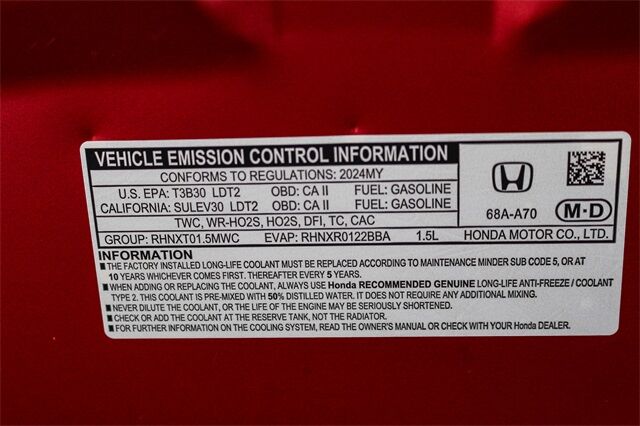 VEHICLE EMISSION CONTROL INFORMATION
CONFORMS TO REGULATIONS: 2024MY
U.S. EPA: T3B30 LDT2 OBD: CA II FUEL: GASOLINE
CALIFORNIA: SULEV30 LDT2 OBD: CA II FUEL: GASOLINE
TWC, WR-HO2S, HO2S, DFI, TC, CAC
GROUP: RHNXT01.5MWC EVAP: RHNXR0122BBA 1.5L
68A-A70 M-D
HONDA MOTOR CO., LTD.
INFORMATION
■ THE FACTORY INSTALLED LONG-LIFE COOLANT MUST BE REPLACED ACCORDING TO MAINTENANCE MINDER SUB CODE 5, OR AT
10 YEARS WHICHEVER COMES FIRST. THEREAFTER EVERY 5 YEARS.
■ WHEN ADDING OR REPLACING THE COOLANT, ALWAYS USE Honda RECOMMENDED GENUINE LONG-LIFE ANTI-FREEZE / COOLANT
TYPE 2. THIS COOLANT IS PRE-MIXED WITH 50% DISTILLED WATER. IT DOES NOT REQUIRE ANY ADDITIONAL MIXING.
■ NEVER DILUTE THE COOLANT, OR THE LIFE OF THE ENGINE MAY BE SERIOUSLY SHORTENED.
■ CHECK OR ADD THE COOLANT AT THE RESERVE TANK, NOT THE RADIATOR.
■ FOR FURTHER INFORMATION ON THE COOLING SYSTEM, READ THE OWNER'S MANUAL OR CHECK WITH YOUR Honda DEALER.